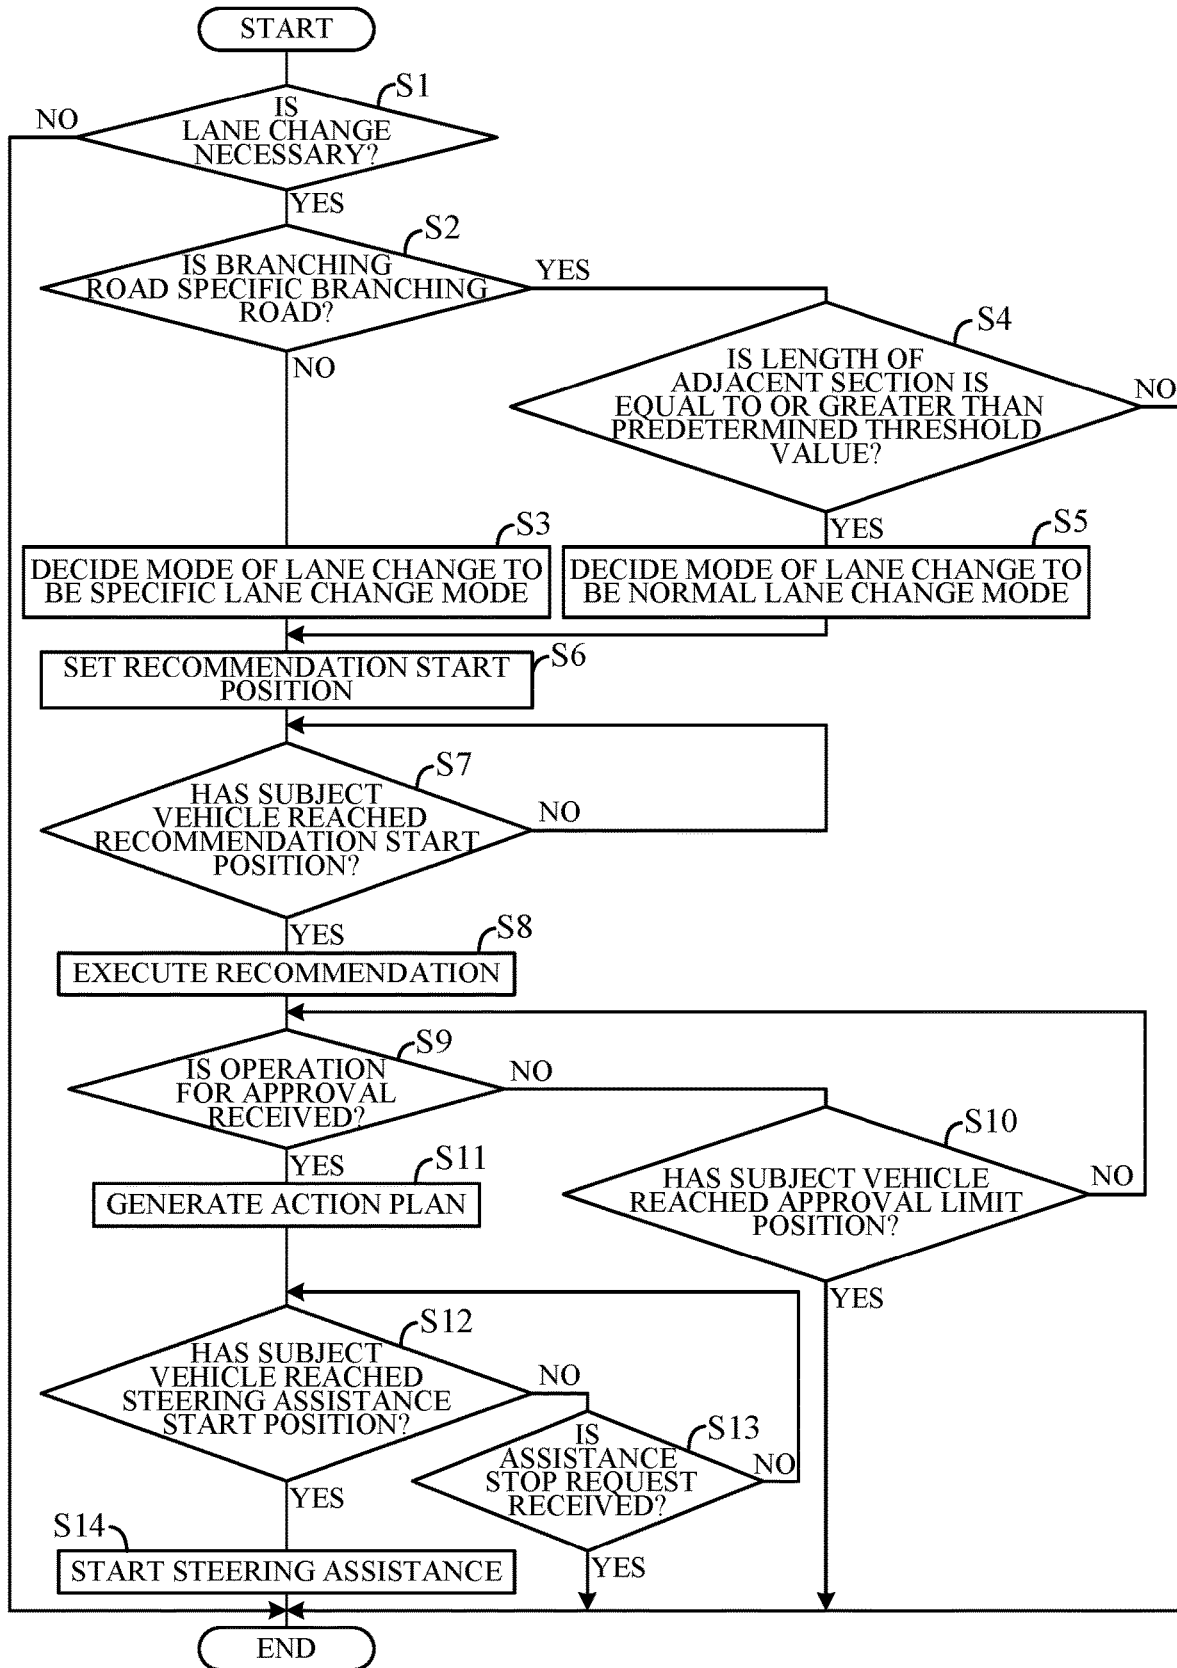 START
S1
IS
LANE CHANGE
NECESSARY?
NO
YES
S2
IS BRANCHING
ROAD SPECIFIC BRANCHING
ROAD?
YES
NO
S4
IS LENGTH OF
ADJACENT SECTION IS
EQUAL TO OR GREATER THAN
PREDETERMINED THRESHOLD
VALUE?
NO
YES
S3
DECIDE MODE OF LANE CHANGE TO
BE SPECIFIC LANE CHANGE MODE
S5
DECIDE MODE OF LANE CHANGE TO
BE NORMAL LANE CHANGE MODE
S6
SET RECOMMENDATION START
POSITION
S7
HAS SUBJECT
VEHICLE REACHED
RECOMMENDATION START
POSITION?
NO
YES
S8
EXECUTE RECOMMENDATION
S9
IS OPERATION
FOR APPROVAL
RECEIVED?
NO
YES
S10
HAS SUBJECT VEHICLE
REACHED APPROVAL LIMIT
POSITION?
NO
YES
S11
GENERATE ACTION PLAN
S12
HAS SUBJECT
VEHICLE REACHED
STEERING ASSISTANCE
START POSITION?
NO
YES
S13
IS
ASSISTANCE
STOP REQUEST
RECEIVED?
NO
YES
S14
START STEERING ASSISTANCE
END